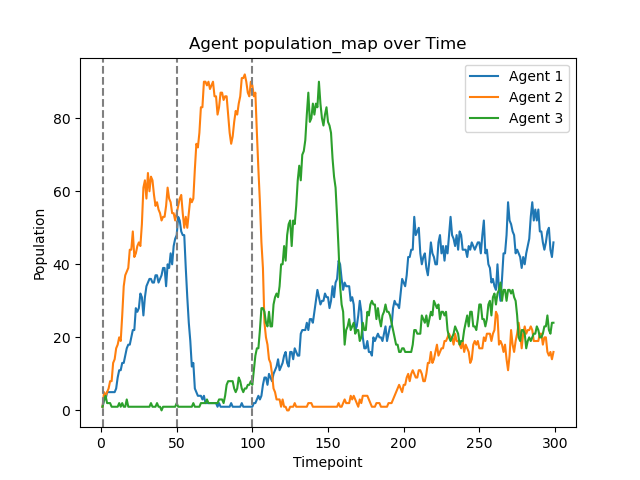 Agent population_map over Time
Agent 1
Agent 2
Agent 3
Population
80
60
40
20
0
0 50 100 150 200 250 300
Timepoint